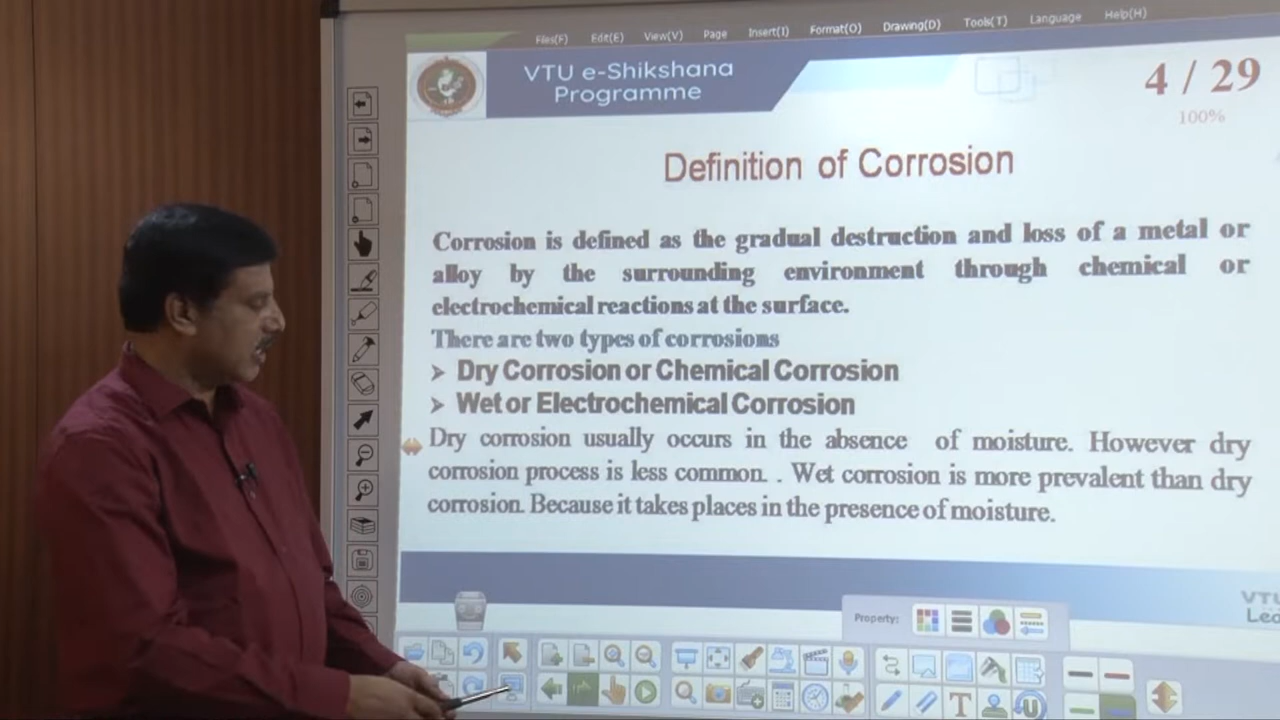 Files(F) Edit(E) View(V) Page Insert(I) Format(O) Drawing(D) Tools(T) Language Help(H)
VTU e-Shikshana
Programme
4 / 29
100%
Definition of Corrosion
Corrosion is defined as the gradual destruction and loss of a metal or
alloy by the surrounding environment through chemical or
electrochemical reactions at the surface.
There are two types of corrosions
Dry Corrosion or Chemical Corrosion
Wet or Electrochemical Corrosion
Dry corrosion usually occurs in the absence of moisture. However dry
corrosion process is less common. . Wet corrosion is more prevalent than dry
corrosion. Because it takes places in the presence of moisture.
VTU
Property: